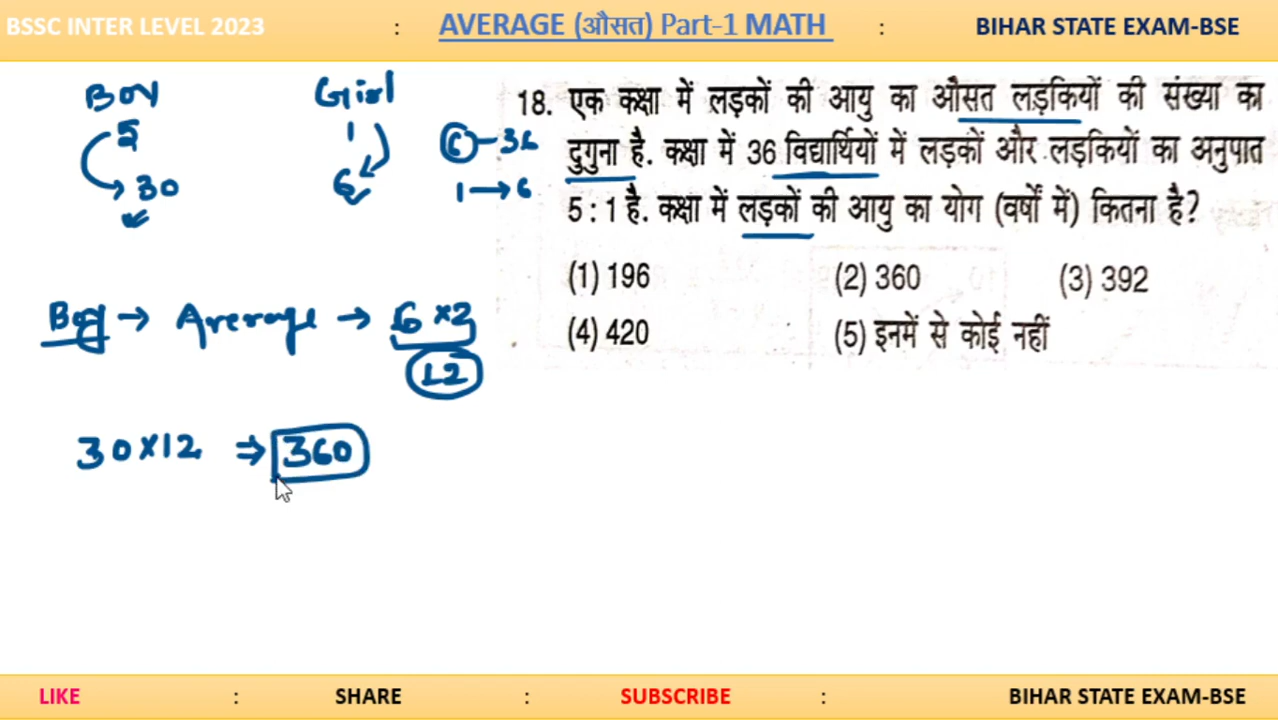 BSSC INTER LEVEL 2023 : AVERAGE (औसत) Part-1 MATH : BIHAR STATE EXAM-BSE
Boy Girl
5 1
6 – 36
30 6
1 → 6
18. एक कक्षा में लड़कों की आयु का औसत लड़कियों की संख्या का
दुगुना है. कक्षा में 36 विद्यार्थियों में लड़कों और लड़कियों का अनुपात
5 : 1 है. कक्षा में लड़कों की आयु का योग (वर्षों में) कितना है?
(1) 196 (2) 360 (3) 392
(4) 420 (5) इनमें से कोई नहीं
Boy → Average → 6 × 2
12
30 × 12 ⇒ 360
LIKE : SHARE : SUBSCRIBE : BIHAR STATE EXAM-BSE